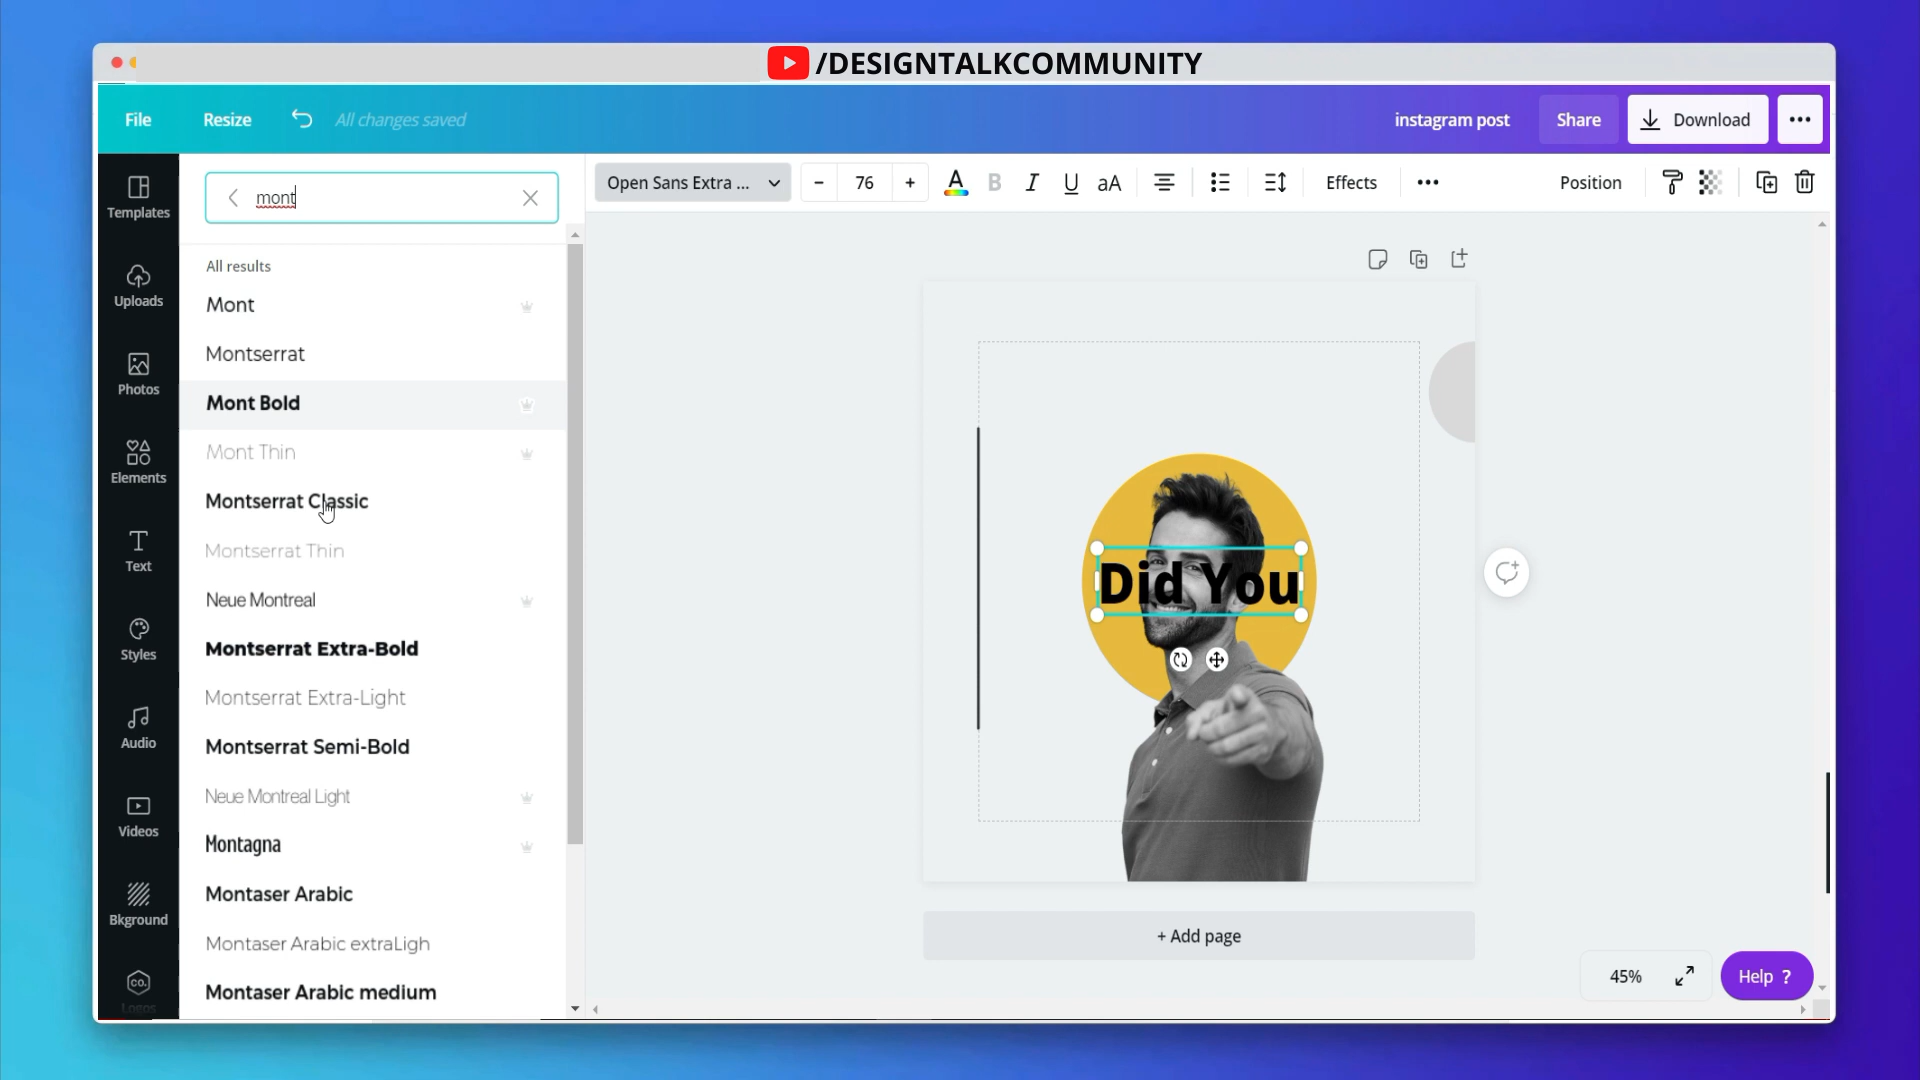 /DESIGNTALKCOMMUNITY
File
Resize
All changes saved
instagram post
Share
Download
Templates
Uploads
Photos
Elements
Text
Styles
Audio
Videos
Bkground
co.
Logos
mont
All results
Mont
Montserrat
Mont Bold
Mont Thin
Montserrat Classic
Montserrat Thin
Neue Montreal
Montserrat Extra-Bold
Montserrat Extra-Light
Montserrat Semi-Bold
Neue Montreal Light
Montagna
Montaser Arabic
Montaser Arabic extraLigh
Montaser Arabic medium
Open Sans Extra ...
76
A
B
I
U
aA
Effects
Position
Did You
+ Add page
45%
Help ?